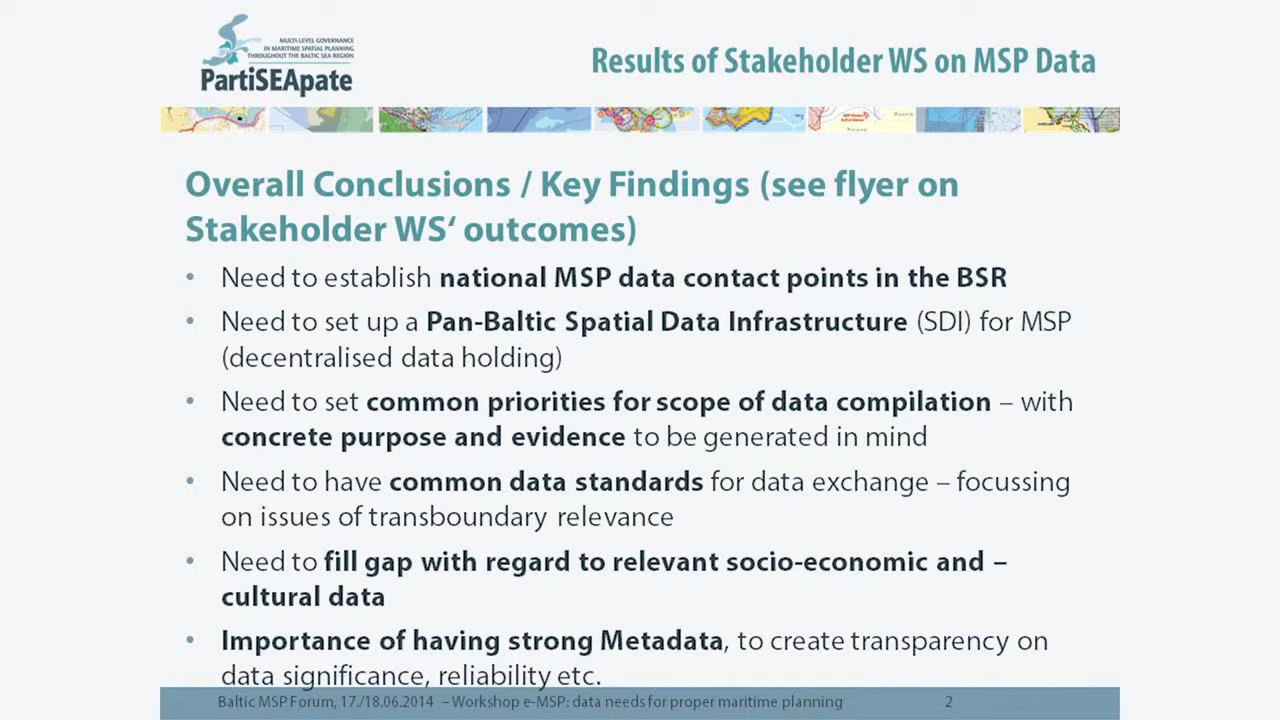 MULTI-LEVEL GOVERNANCE
IN MARITIME SPATIAL PLANNING
THROUGHOUT THE BALTIC SEA REGION
PartiSEApate
Results of Stakeholder WS on MSP Data
Overall Conclusions / Key Findings (see flyer on
Stakeholder WS‘ outcomes)
• Need to establish national MSP data contact points in the BSR
• Need to set up a Pan-Baltic Spatial Data Infrastructure (SDI) for MSP
(decentralised data holding)
• Need to set common priorities for scope of data compilation – with
concrete purpose and evidence to be generated in mind
• Need to have common data standards for data exchange – focussing
on issues of transboundary relevance
• Need to fill gap with regard to relevant socio-economic and –
cultural data
• Importance of having strong Metadata, to create transparency on
data significance, reliability etc.
Baltic MSP Forum, 17./18.06.2014 – Workshop e-MSP: data needs for proper maritime planning 2